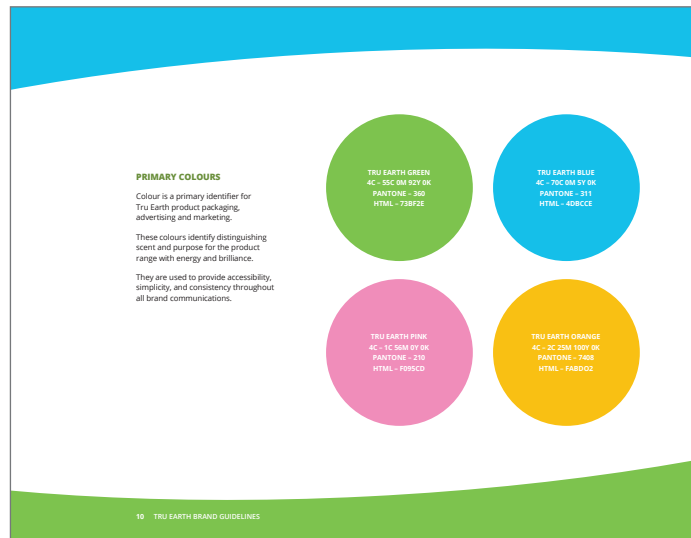 PRIMARY COLOURS
Colour is a primary identifier for
Tru Earth product packaging,
advertising and marketing.
These colours identify distinguishing
scent and purpose for the product
range with energy and brilliance.
They are used to provide accessibility,
simplicity, and consistency throughout
all brand communications.
TRU EARTH GREEN
4C – 55C 0M 92Y 0K
PANTONE – 360
HTML – 73BF2E
TRU EARTH BLUE
4C – 70C 0M 5Y 0K
PANTONE – 311
HTML – 4DBCCE
TRU EARTH PINK
4C – 1C 56M 0Y 0K
PANTONE – 210
HTML – F095CD
TRU EARTH ORANGE
4C – 2C 25M 100Y 0K
PANTONE – 7408
HTML – FABDO2
10 TRU EARTH BRAND GUIDELINES